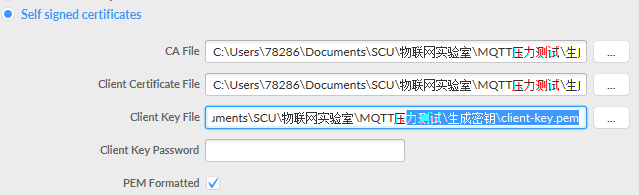 Self signed certificates
CA File C:\Users\78286\Documents\SCU\物联网实验室\MQTT压力测试\生 ...
Client Certificate File C:\Users\78286\Documents\SCU\物联网实验室\MQTT压力测试\生 ...
Client Key File uments\SCU\物联网实验室\MQTT压力测试\生成密钥\client-key.pem ...
Client Key Password
PEM Formatted